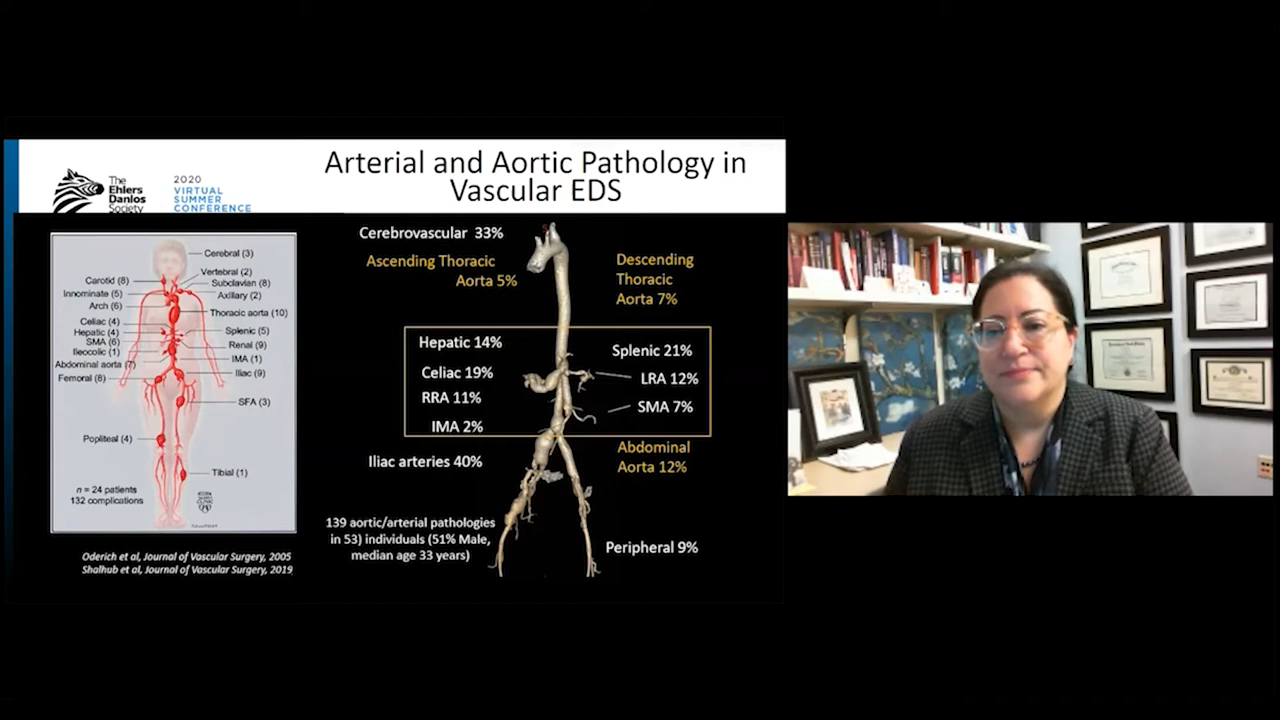 The
Ehlers
Danlos
Society
2020
VIRTUAL
SUMMER
CONFERENCE
Arterial and Aortic Pathology in
Vascular EDS
Cerebral (3)
Vertebral (2)
Carotid (8)
Subclavian (8)
Innominate (5)
Axillary (2)
Arch (6)
Thoracic aorta (10)
Celiac (4)
Hepatic (4)
Splenic (5)
SMA (6)
Renal (9)
Ileocolic (1)
IMA (1)
Abdominal aorta (7)
Iliac (9)
Femoral (8)
SFA (3)
Popliteal (4)
Tibial (1)
n = 24 patients
132 complications
Oderich et al, Journal of Vascular Surgery, 2005
Shalhub et al, Journal of Vascular Surgery, 2019
Cerebrovascular 33%
Ascending Thoracic
Aorta 5%
Descending
Thoracic
Aorta 7%
Hepatic 14%
Splenic 21%
Celiac 19%
LRA 12%
RRA 11%
SMA 7%
IMA 2%
Abdominal
Aorta 12%
Iliac arteries 40%
139 aortic/arterial pathologies
in 53) individuals (51% Male,
median age 33 years)
Peripheral 9%